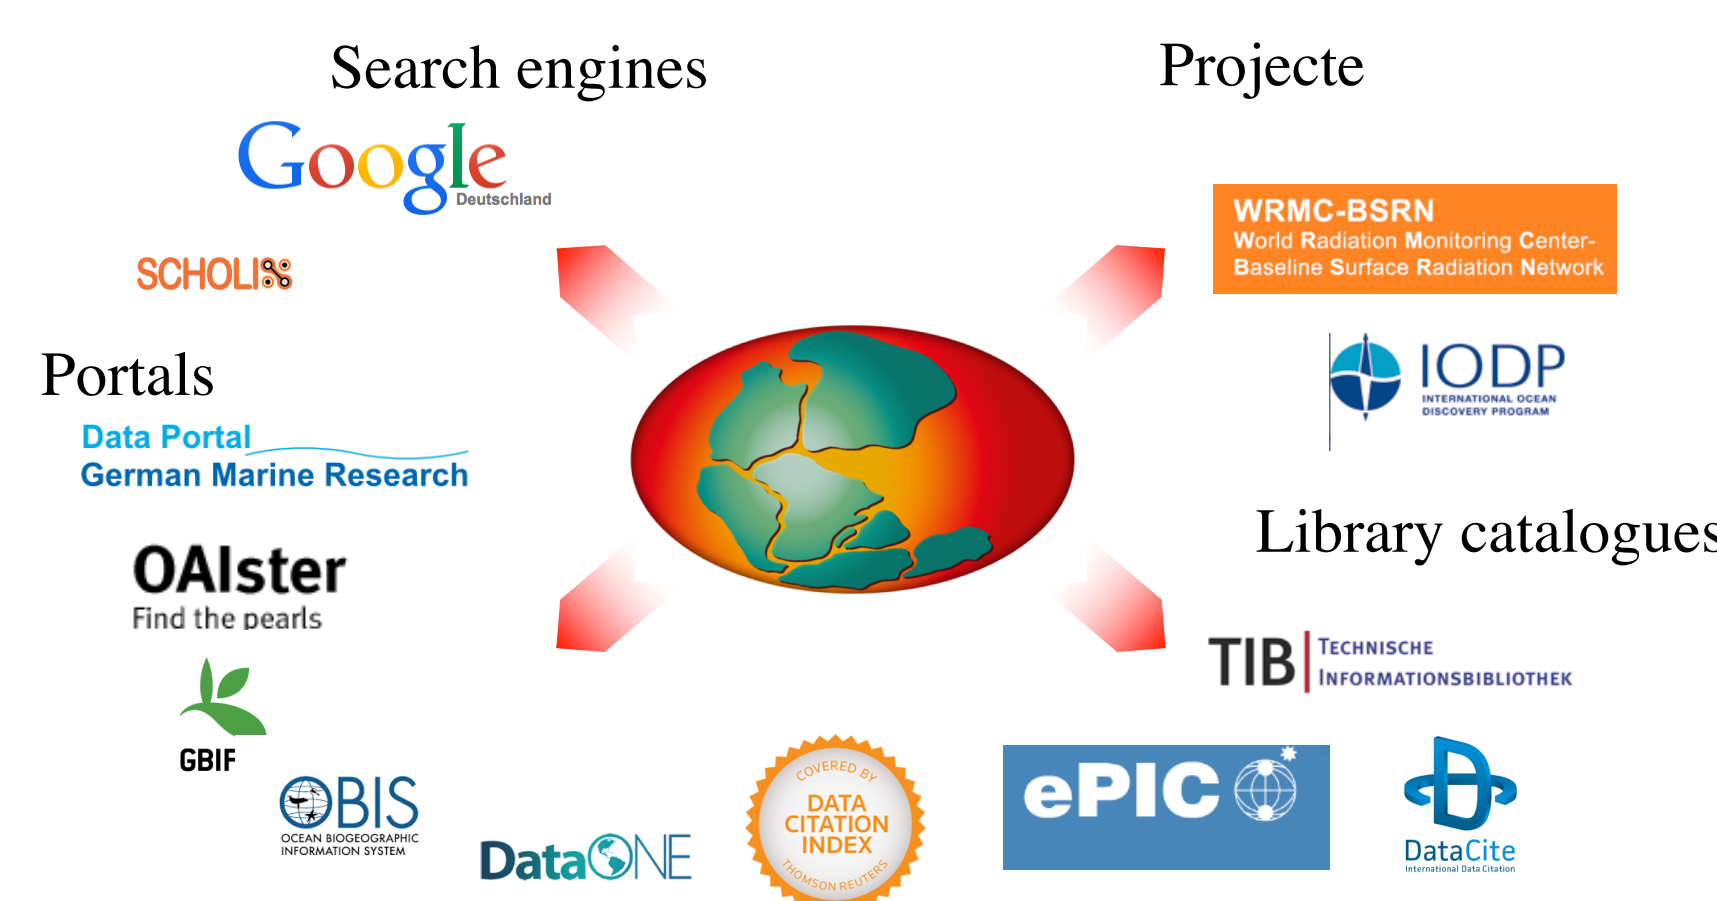 Search engines
Google
Deutschland
SCHOLIX
Portals
Data Portal
German Marine Research
OAIster
Find the pearls
GBIF
OBIS
OCEAN BIOGEOGRAPHIC
INFORMATION SYSTEM
DataONE
COVERED BY
DATA
CITATION
INDEX
THOMSON REUTERS
Projecte
WRMC-BSRN
World Radiation Monitoring Center-
Baseline Surface Radiation Network
IODP
INTERNATIONAL OCEAN
DISCOVERY PROGRAM
Library catalogues
TIB
TECHNISCHE
INFORMATIONSBIBLIOTHEK
ePIC
DataCite
International Data Citation